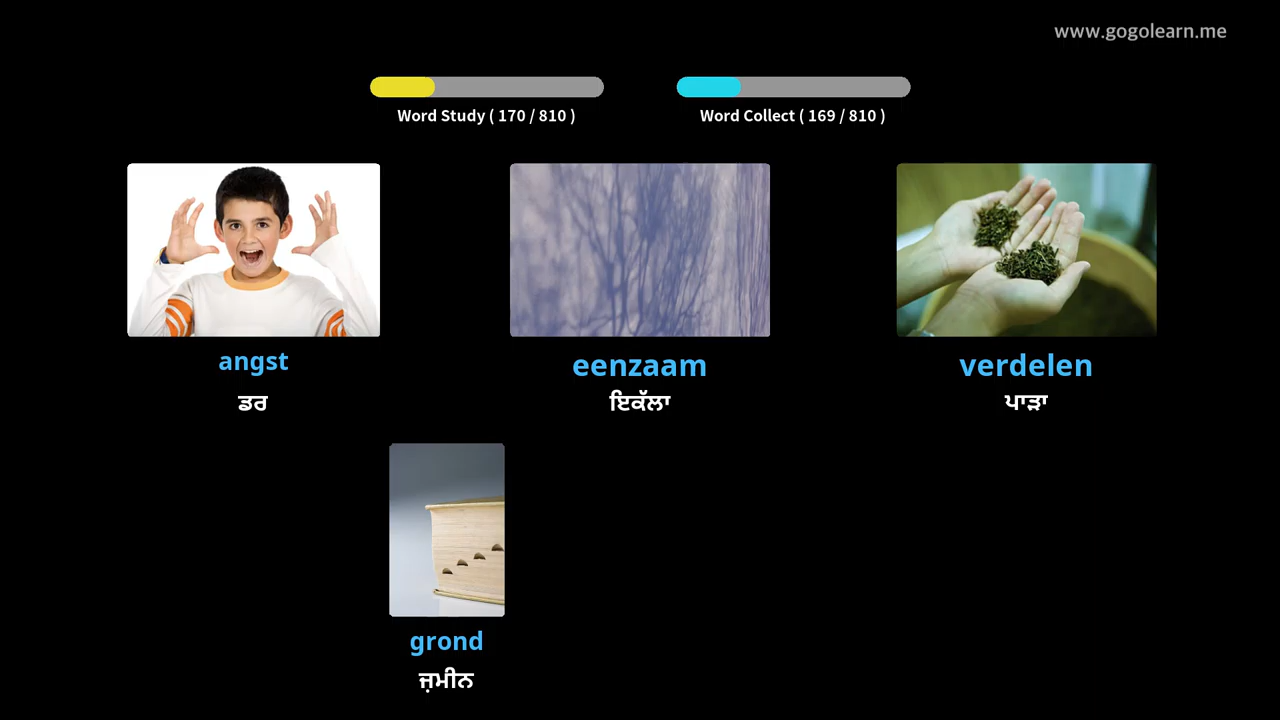 www.gogolearn.me
Word Study ( 170 / 810 )
Word Collect ( 169 / 810 )
angst
ਡਰ
eenzaam
ਇਕੱਲਾ
verdelen
ਪਾੜਾ
grond
ਜ਼ਮੀਨ